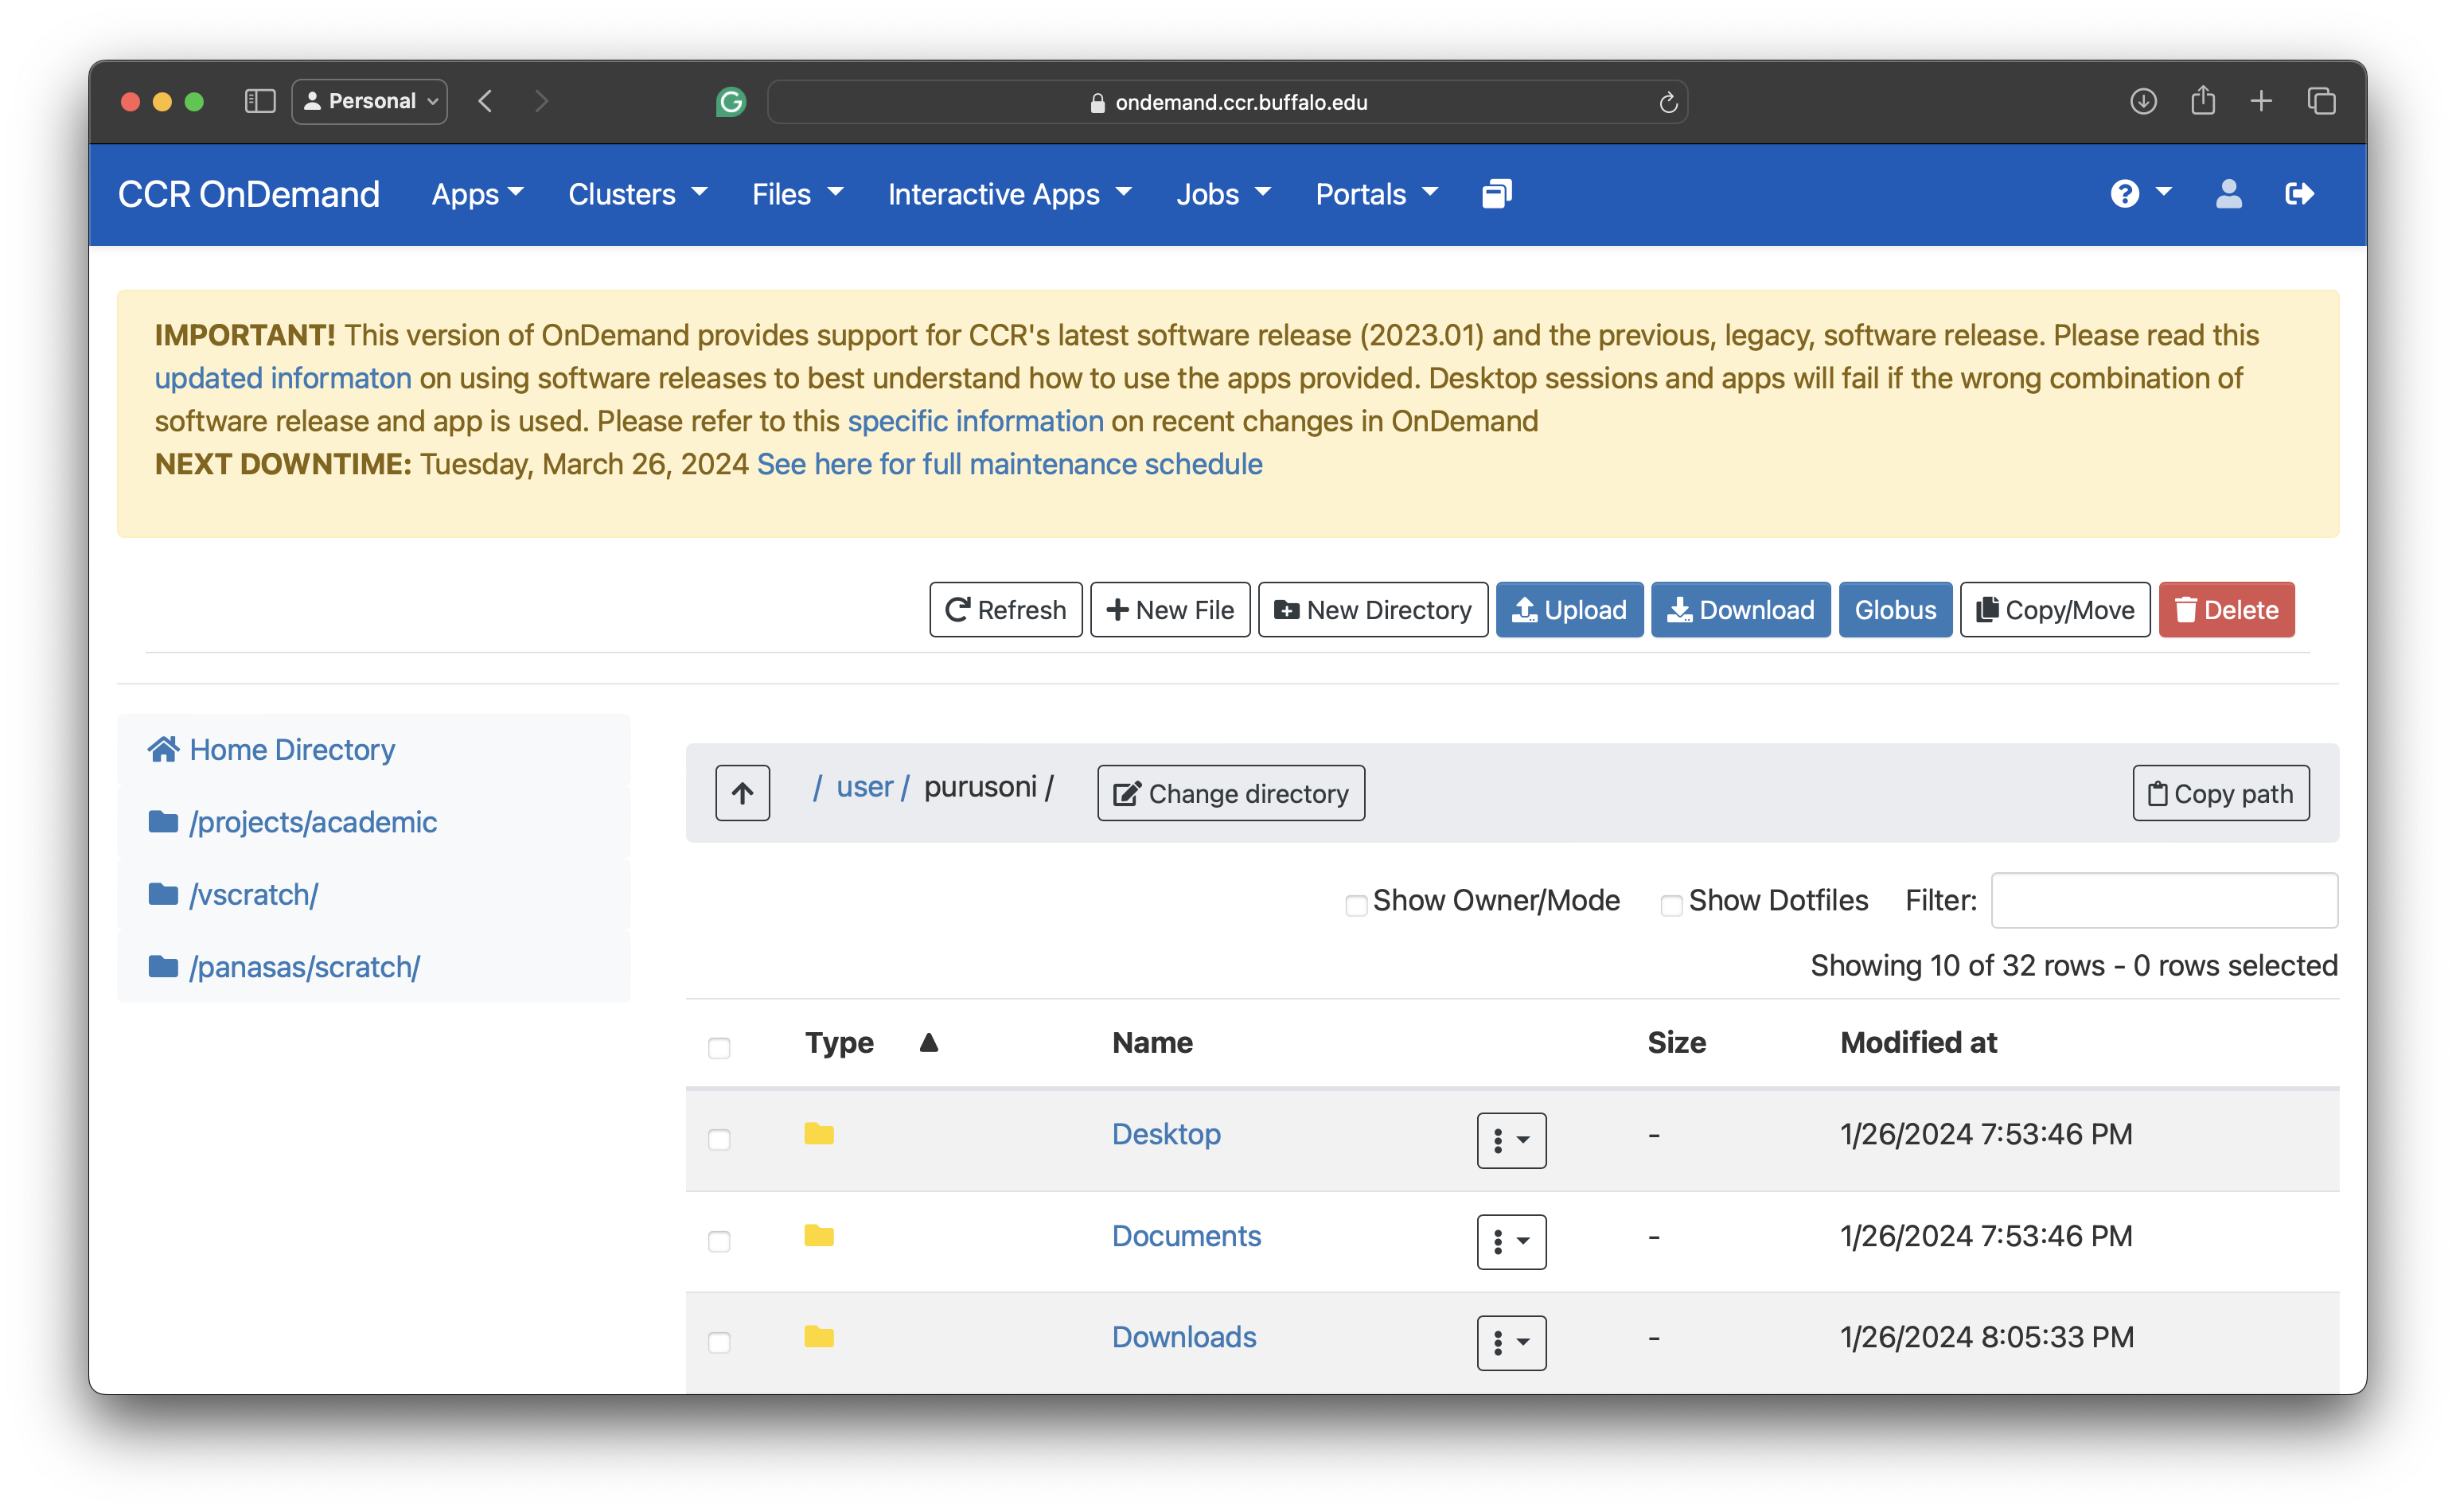 Personal
ondemand.ccr.buffalo.edu
CCR OnDemand Apps Clusters Files Interactive Apps Jobs Portals
IMPORTANT! This version of OnDemand provides support for CCR's latest software release (2023.01) and the previous, legacy, software release. Please read this
updated informaton on using software releases to best understand how to use the apps provided. Desktop sessions and apps will fail if the wrong combination of
software release and app is used. Please refer to this specific information on recent changes in OnDemand
NEXT DOWNTIME: Tuesday, March 26, 2024 See here for full maintenance schedule
Refresh New File New Directory Upload Download Globus Copy/Move Delete
Home Directory
/projects/academic
/vscratch/
/panasas/scratch/
/ user / purusoni / Change directory Copy path
Show Owner/Mode Show Dotfiles Filter:
Showing 10 of 32 rows - 0 rows selected
Type Name Size Modified at
Desktop - 1/26/2024 7:53:46 PM
Documents - 1/26/2024 7:53:46 PM
Downloads - 1/26/2024 8:05:33 PM